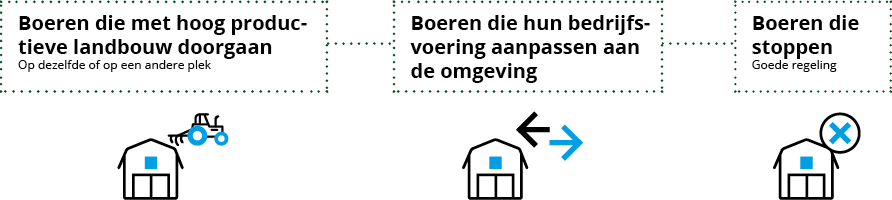 Boeren die met hoog produc-
tieve landbouw doorgaan
Op dezelfde of op een andere plek
Boeren die hun bedrijfs-
voering aanpassen aan
de omgeving
Boeren die
stoppen
Goede regeling